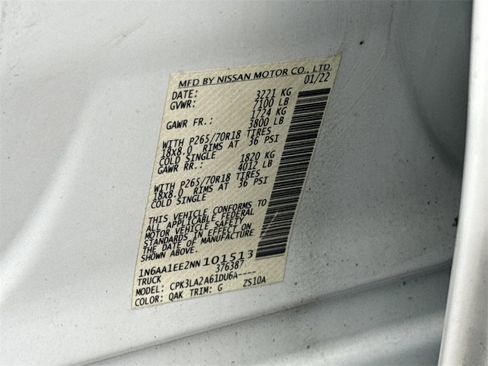 MFD BY NISSAN MOTOR CO., LTD.
DATE: 01/22
GVWR: 3221 KG
7100 LB
GAWR FR.: 1724 KG
3800 LB
WITH P265/70R18 TIRES
18X8.0 RIMS AT 36 PSI
COLD SINGLE
GAWR RR.: 1820 KG
4012 LB
WITH P265/70R18 TIRES
18X8.0 RIMS AT 36 PSI
COLD SINGLE
THIS VEHICLE CONFORMS TO
ALL APPLICABLE FEDERAL
MOTOR VEHICLE SAFETY
STANDARDS IN EFFECT ON
THE DATE OF MANUFACTURE
SHOWN ABOVE.
1N6AA1EE2NN101513
TRUCK 376387
MODEL: CPK3LA2A61DU6A-----
COLOR: QAK TRIM: G ZS10A